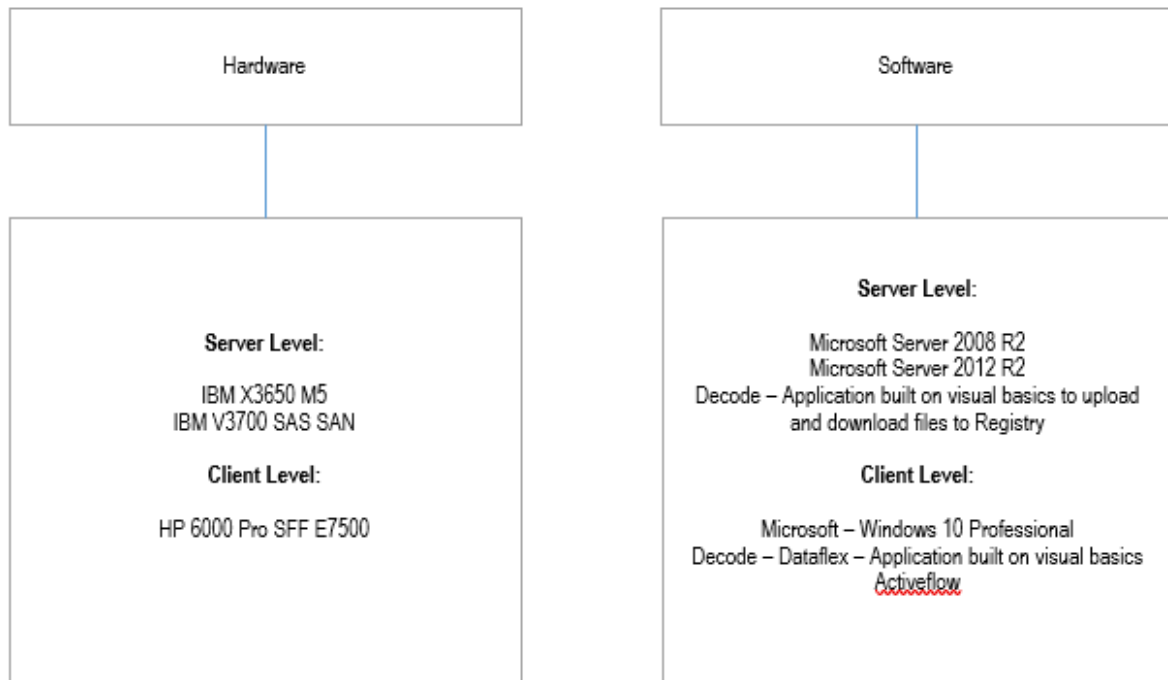 Hardware
Server Level:
IBM X3650 M5
IBM V3700 SAS SAN
Client Level:
HP 6000 Pro SFF E7500
Software
Server Level:
Microsoft Server 2008 R2
Microsoft Server 2012 R2
Decode – Application built on visual basics to upload
and download files to Registry
Client Level:
Microsoft – Windows 10 Professional
Decode – Dataflex – Application built on visual basics
Activeflow